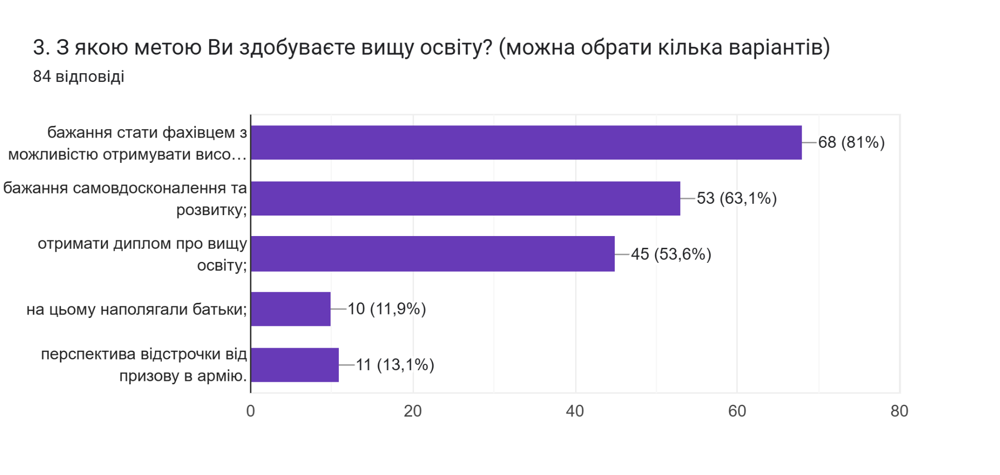 3. З якою метою Ви здобуваєте вищу освіту? (можна обрати кілька варіантів)
84 відповіді
бажання стати фахівцем з
можливістю отримувати висо…
68 (81%)
бажання самовдосконалення та
розвитку;
53 (63,1%)
отримати диплом про вищу
освіту;
45 (53,6%)
на цьому наполягали батьки;
10 (11,9%)
перспектива відстрочки від
призову в армію.
11 (13,1%)
0 20 40 60 80